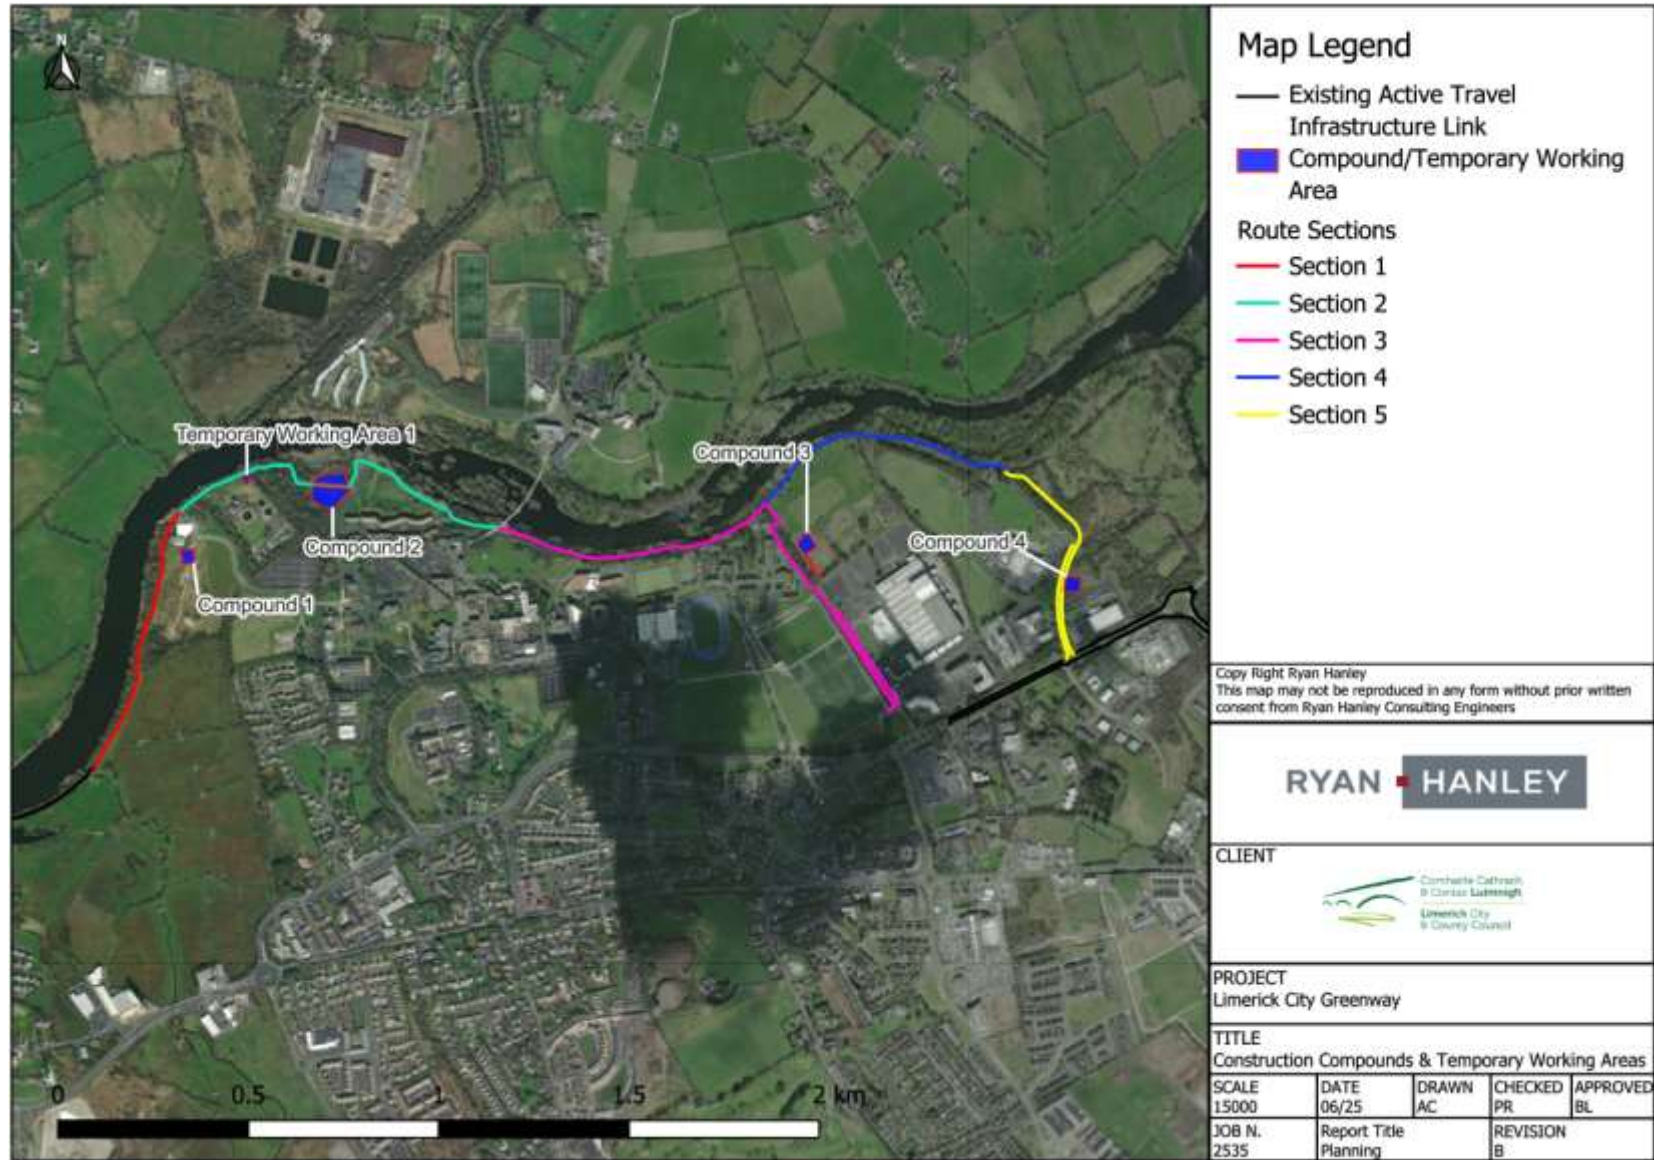 N
Temporary Working Area 1
Compound 3
Compound 2
Compound 4
Compound 1
0 0.5 1 1.5 2 km
Map Legend
Existing Active Travel
Infrastructure Link
Compound/Temporary Working
Area
Route Sections
Section 1
Section 2
Section 3
Section 4
Section 5
Copy Right Ryan Hanley
This map may not be reproduced in any form without prior written
consent from Ryan Hanley Consulting Engineers
RYAN HANLEY
CLIENT
Comhairle Cathrach
& Contae Luimnigh
Limerick City
& County Council
PROJECT
Limerick City Greenway
TITLE
Construction Compounds & Temporary Working Areas
SCALE DATE DRAWN CHECKED APPROVED
15000 06/25 AC PR BL
JOB N. Report Title REVISION
2535 Planning B